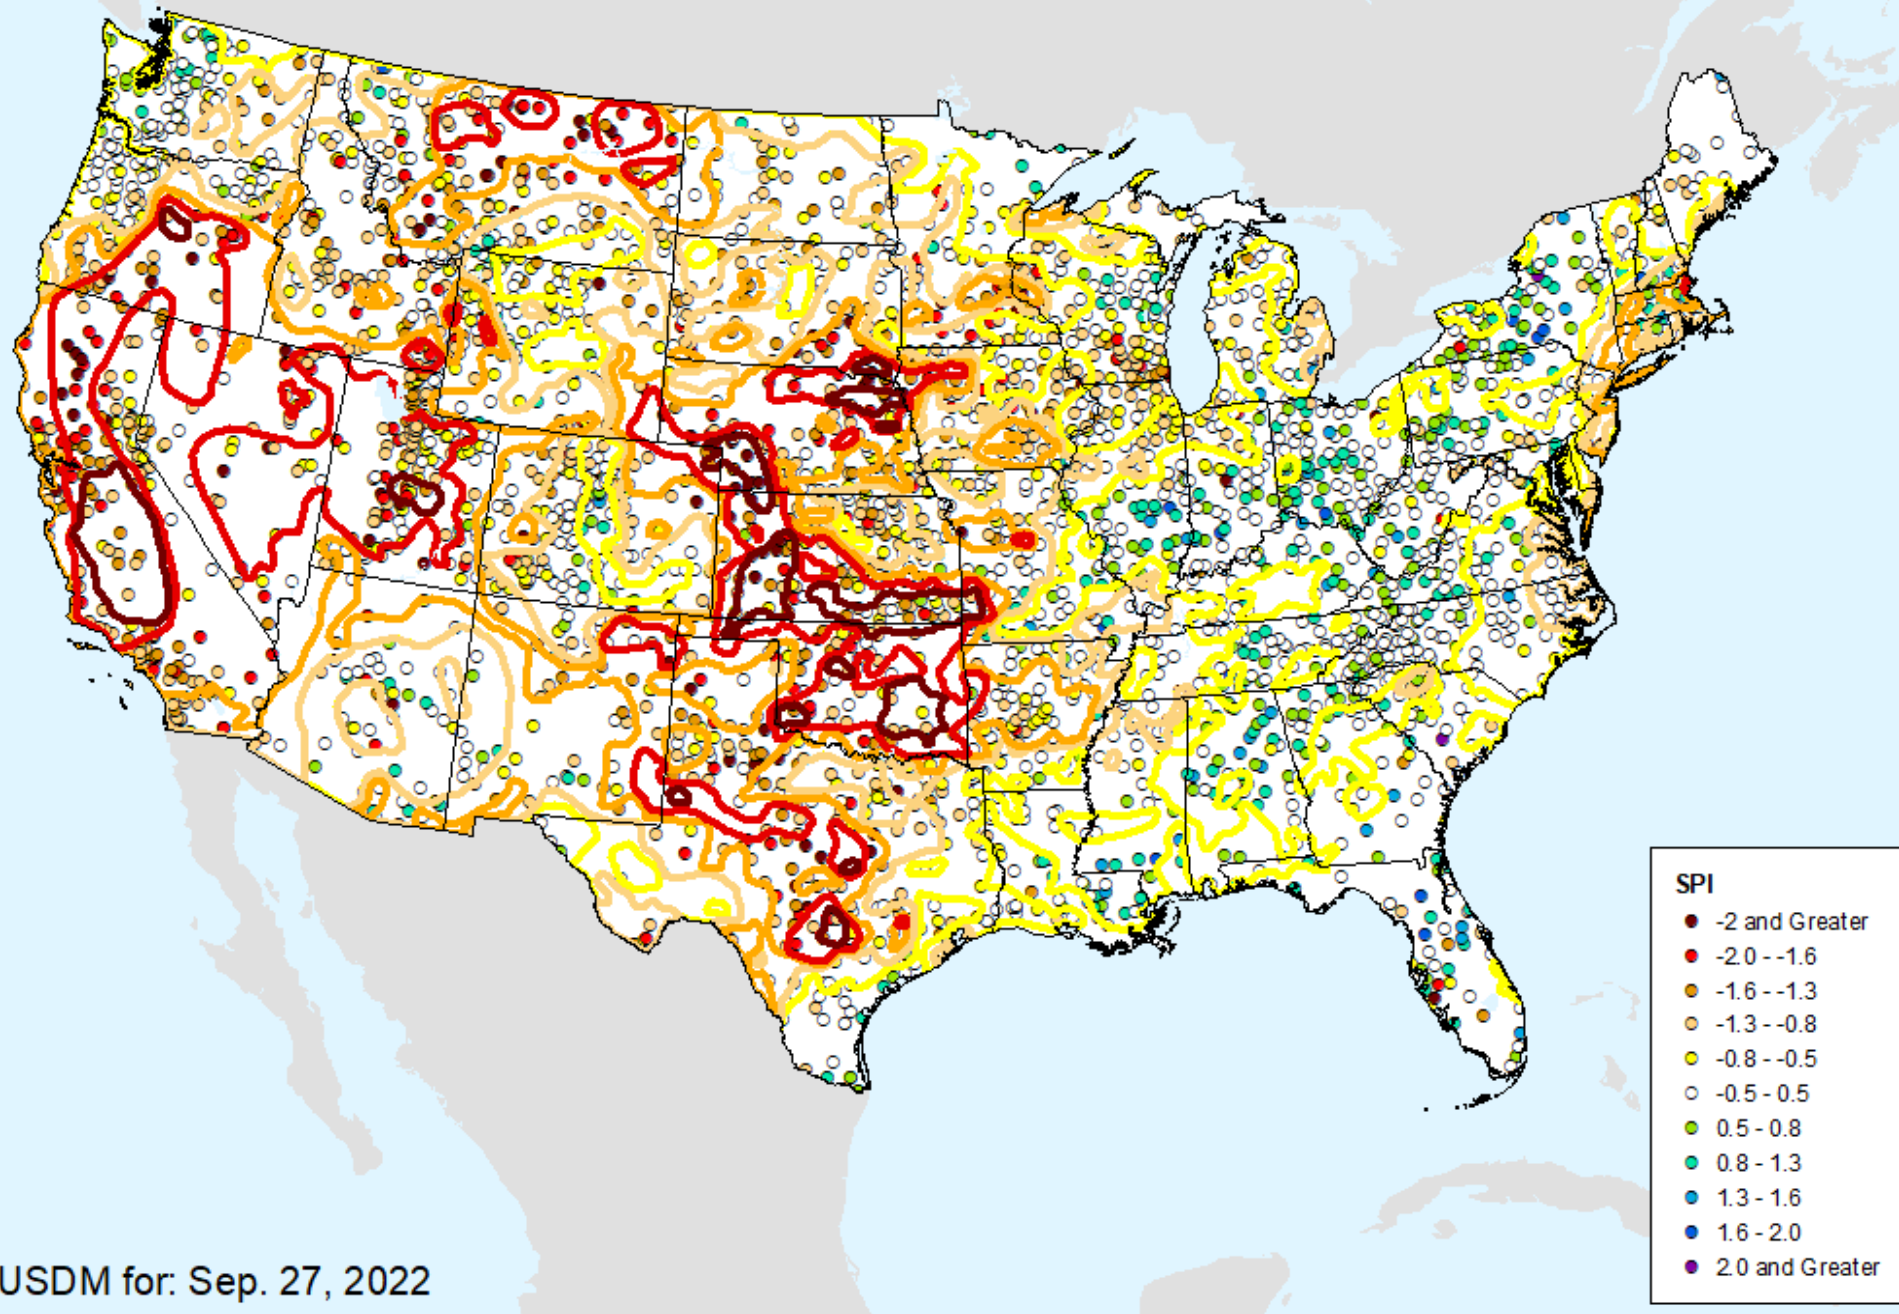 SPI
-2 and Greater
-2.0 - -1.6
-1.6 - -1.3
-1.3 - -0.8
-0.8 - -0.5
-0.5 - 0.5
0.5 - 0.8
0.8 - 1.3
1.3 - 1.6
1.6 - 2.0
2.0 and Greater
USDM for: Sep. 27, 2022